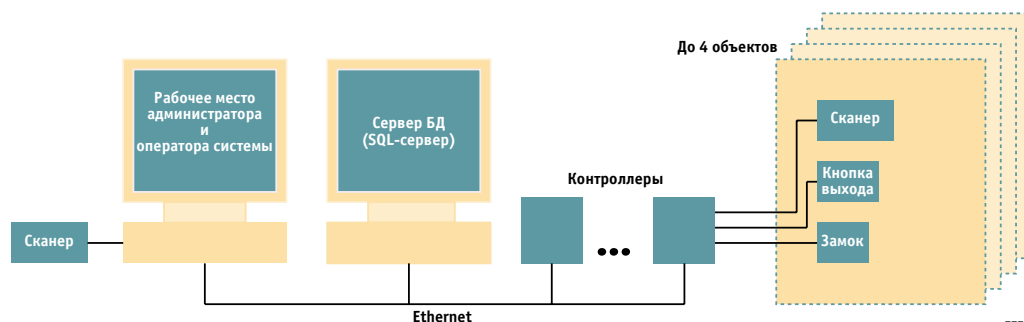 До 4 объектов
Рабочее место
администратора
и
оператора системы
Сервер БД
(SQL-сервер)
Сканер
Кнопка
выхода
Контроллеры
Сканер
Замок
Ethernet